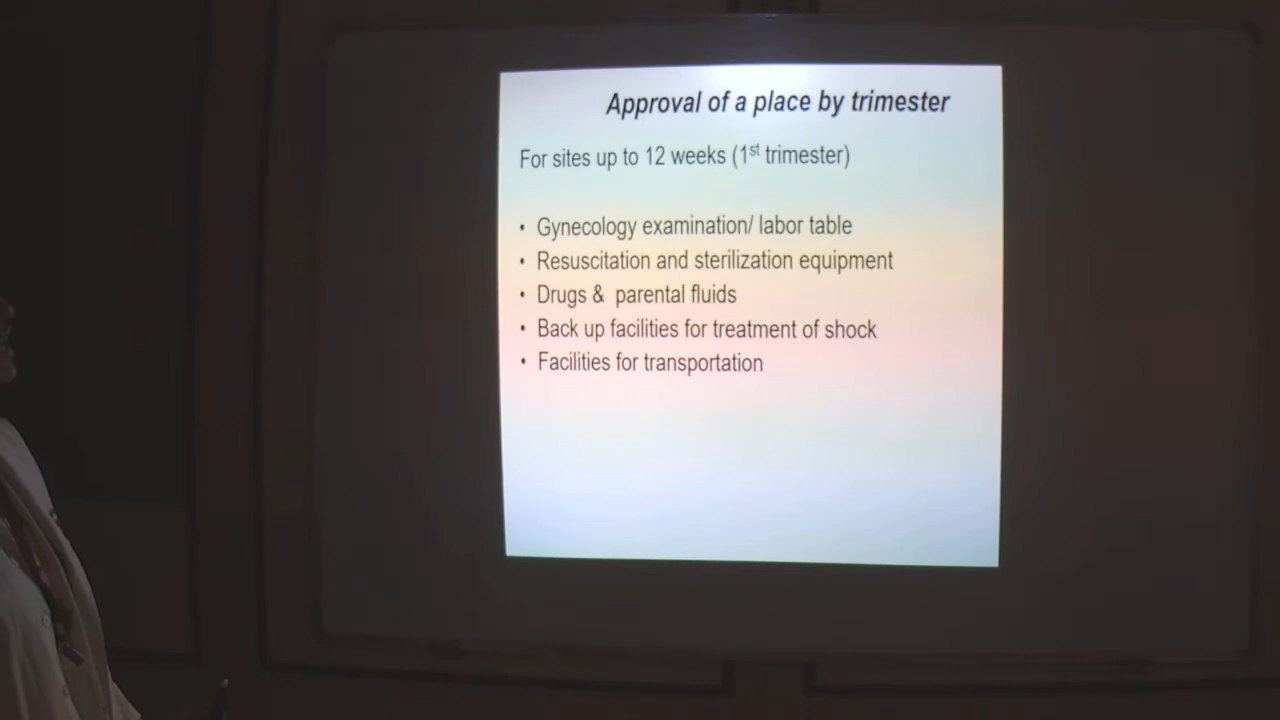 Approval of a place by trimester
For sites up to 12 weeks (1st trimester)
• Gynecology examination/ labor table
• Resuscitation and sterilization equipment
• Drugs & parental fluids
• Back up facilities for treatment of shock
• Facilities for transportation